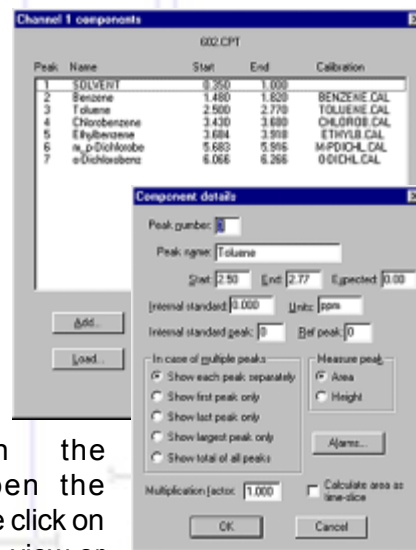 Channel 1 components
602.CPT
Peak Name Start End Calibration
1 SOLVENT 0.350 1.000
2 Benzene 1.480 1.820 BENZENE.CAL
3 Toluene 2.500 2.770 TOLUENE.CAL
4 Chlorobenzene 3.430 3.680 CHLOROB.CAL
5 Ethylbenzene 3.684 3.918 ETHYLB.CAL
6 m_p-Dichlorobe 5.683 5.916 M-PDICHL.CAL
7 o-Dichlorobenz 6.066 6.266 O-DICHL.CAL
Add...
Load...
Component details
Peak number:
Peak name: Toluene
Start: 2.50 End: 2.77 Expected: 0.00
Internal standard: 0.000 Units: ppm
Internal standard peak: 0 Ref peak: 0
In case of multiple peaks
Show each peak separately
Show first peak only
Show last peak only
Show largest peak only
Show total of all peaks
Measure peak
Area
Height
Alarms...
Multiplication factor: 1.000
Calculate area as
time-slice
OK Cancel
the
the
click on